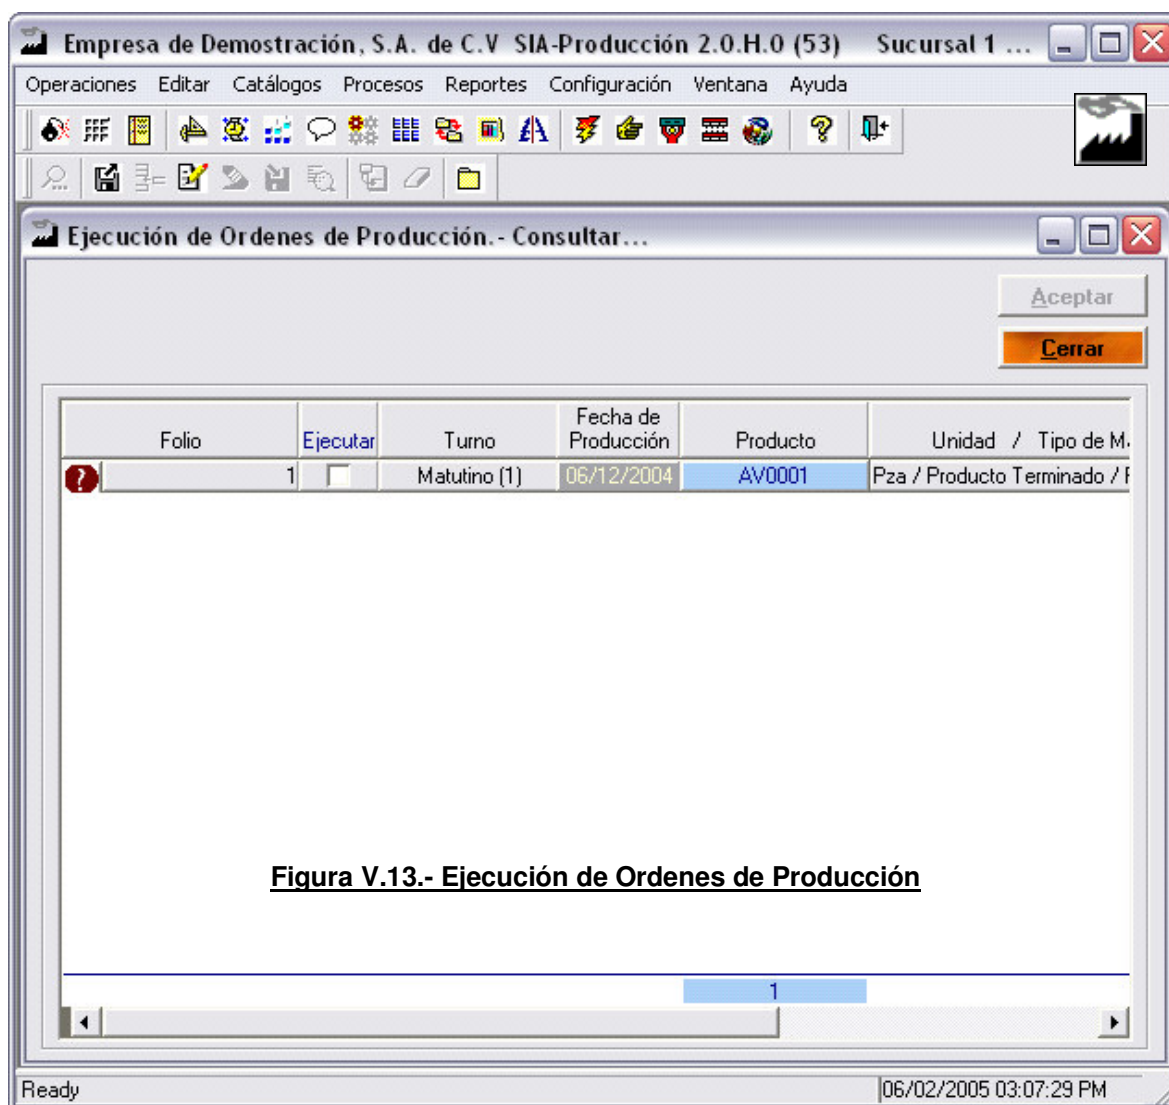 Empresa de Demostración, S.A. de C.V SIA-Producción 2.0.H.0 (53) Sucursal 1 ...
Operaciones Editar Catálogos Procesos Reportes Configuración Ventana Ayuda
Ejecución de Ordenes de Producción.- Consultar...
Aceptar
Cerrar
Folio Ejecutar Turno Fecha de Producción Producto Unidad / Tipo de M
1 Matutino (1) 06/12/2004 AV0001 Pza / Producto Terminado /
Figura V.13.- Ejecución de Ordenes de Producción
1
Ready 06/02/2005 03:07:29 PM